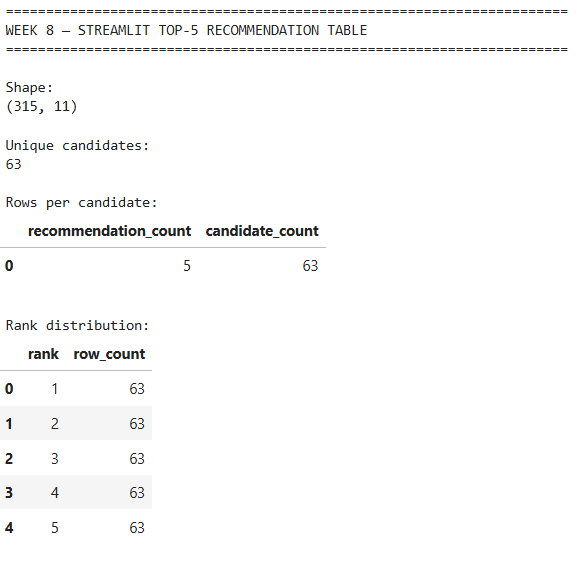 ======================================================================
WEEK 8 — STREAMLIT TOP-5 RECOMMENDATION TABLE
======================================================================
Shape:
(315, 11)
Unique candidates:
63
Rows per candidate:
recommendation_count candidate_count
0 5 63
Rank distribution:
rank row_count
0 1 63
1 2 63
2 3 63
3 4 63
4 5 63